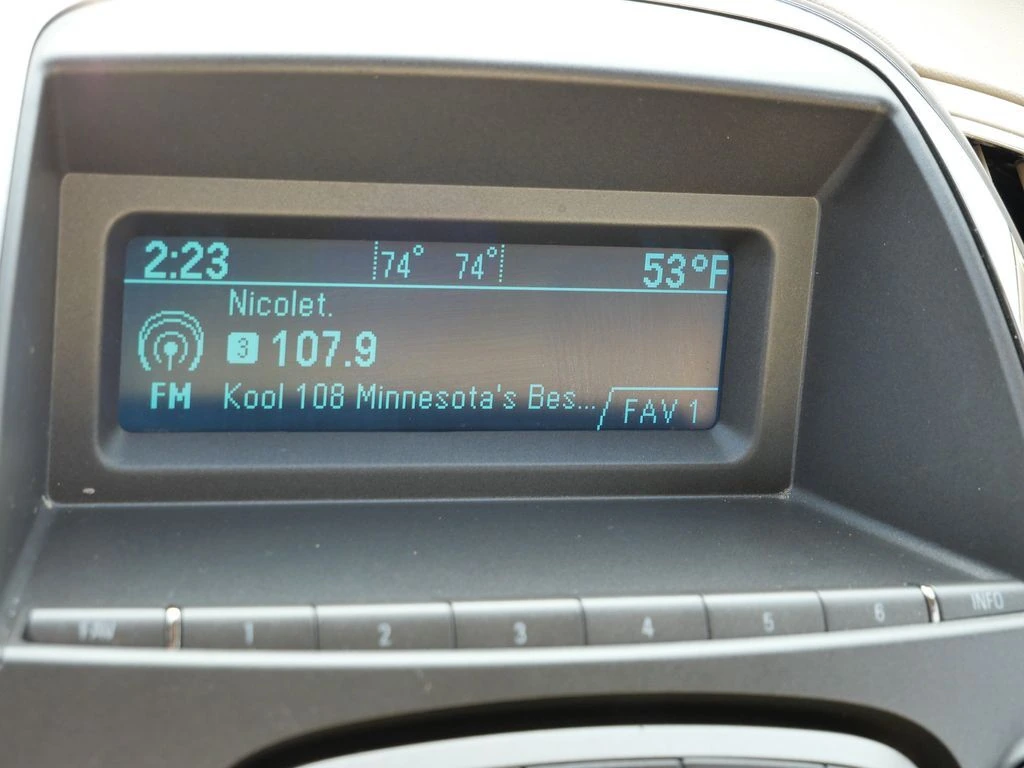 2:23 74° 74° 53°F
Nicolet.
3 107.9
FM Kool 108 Minnesota's Bes... FAV 1
FAV 1 2 3 4 5 6 INFO